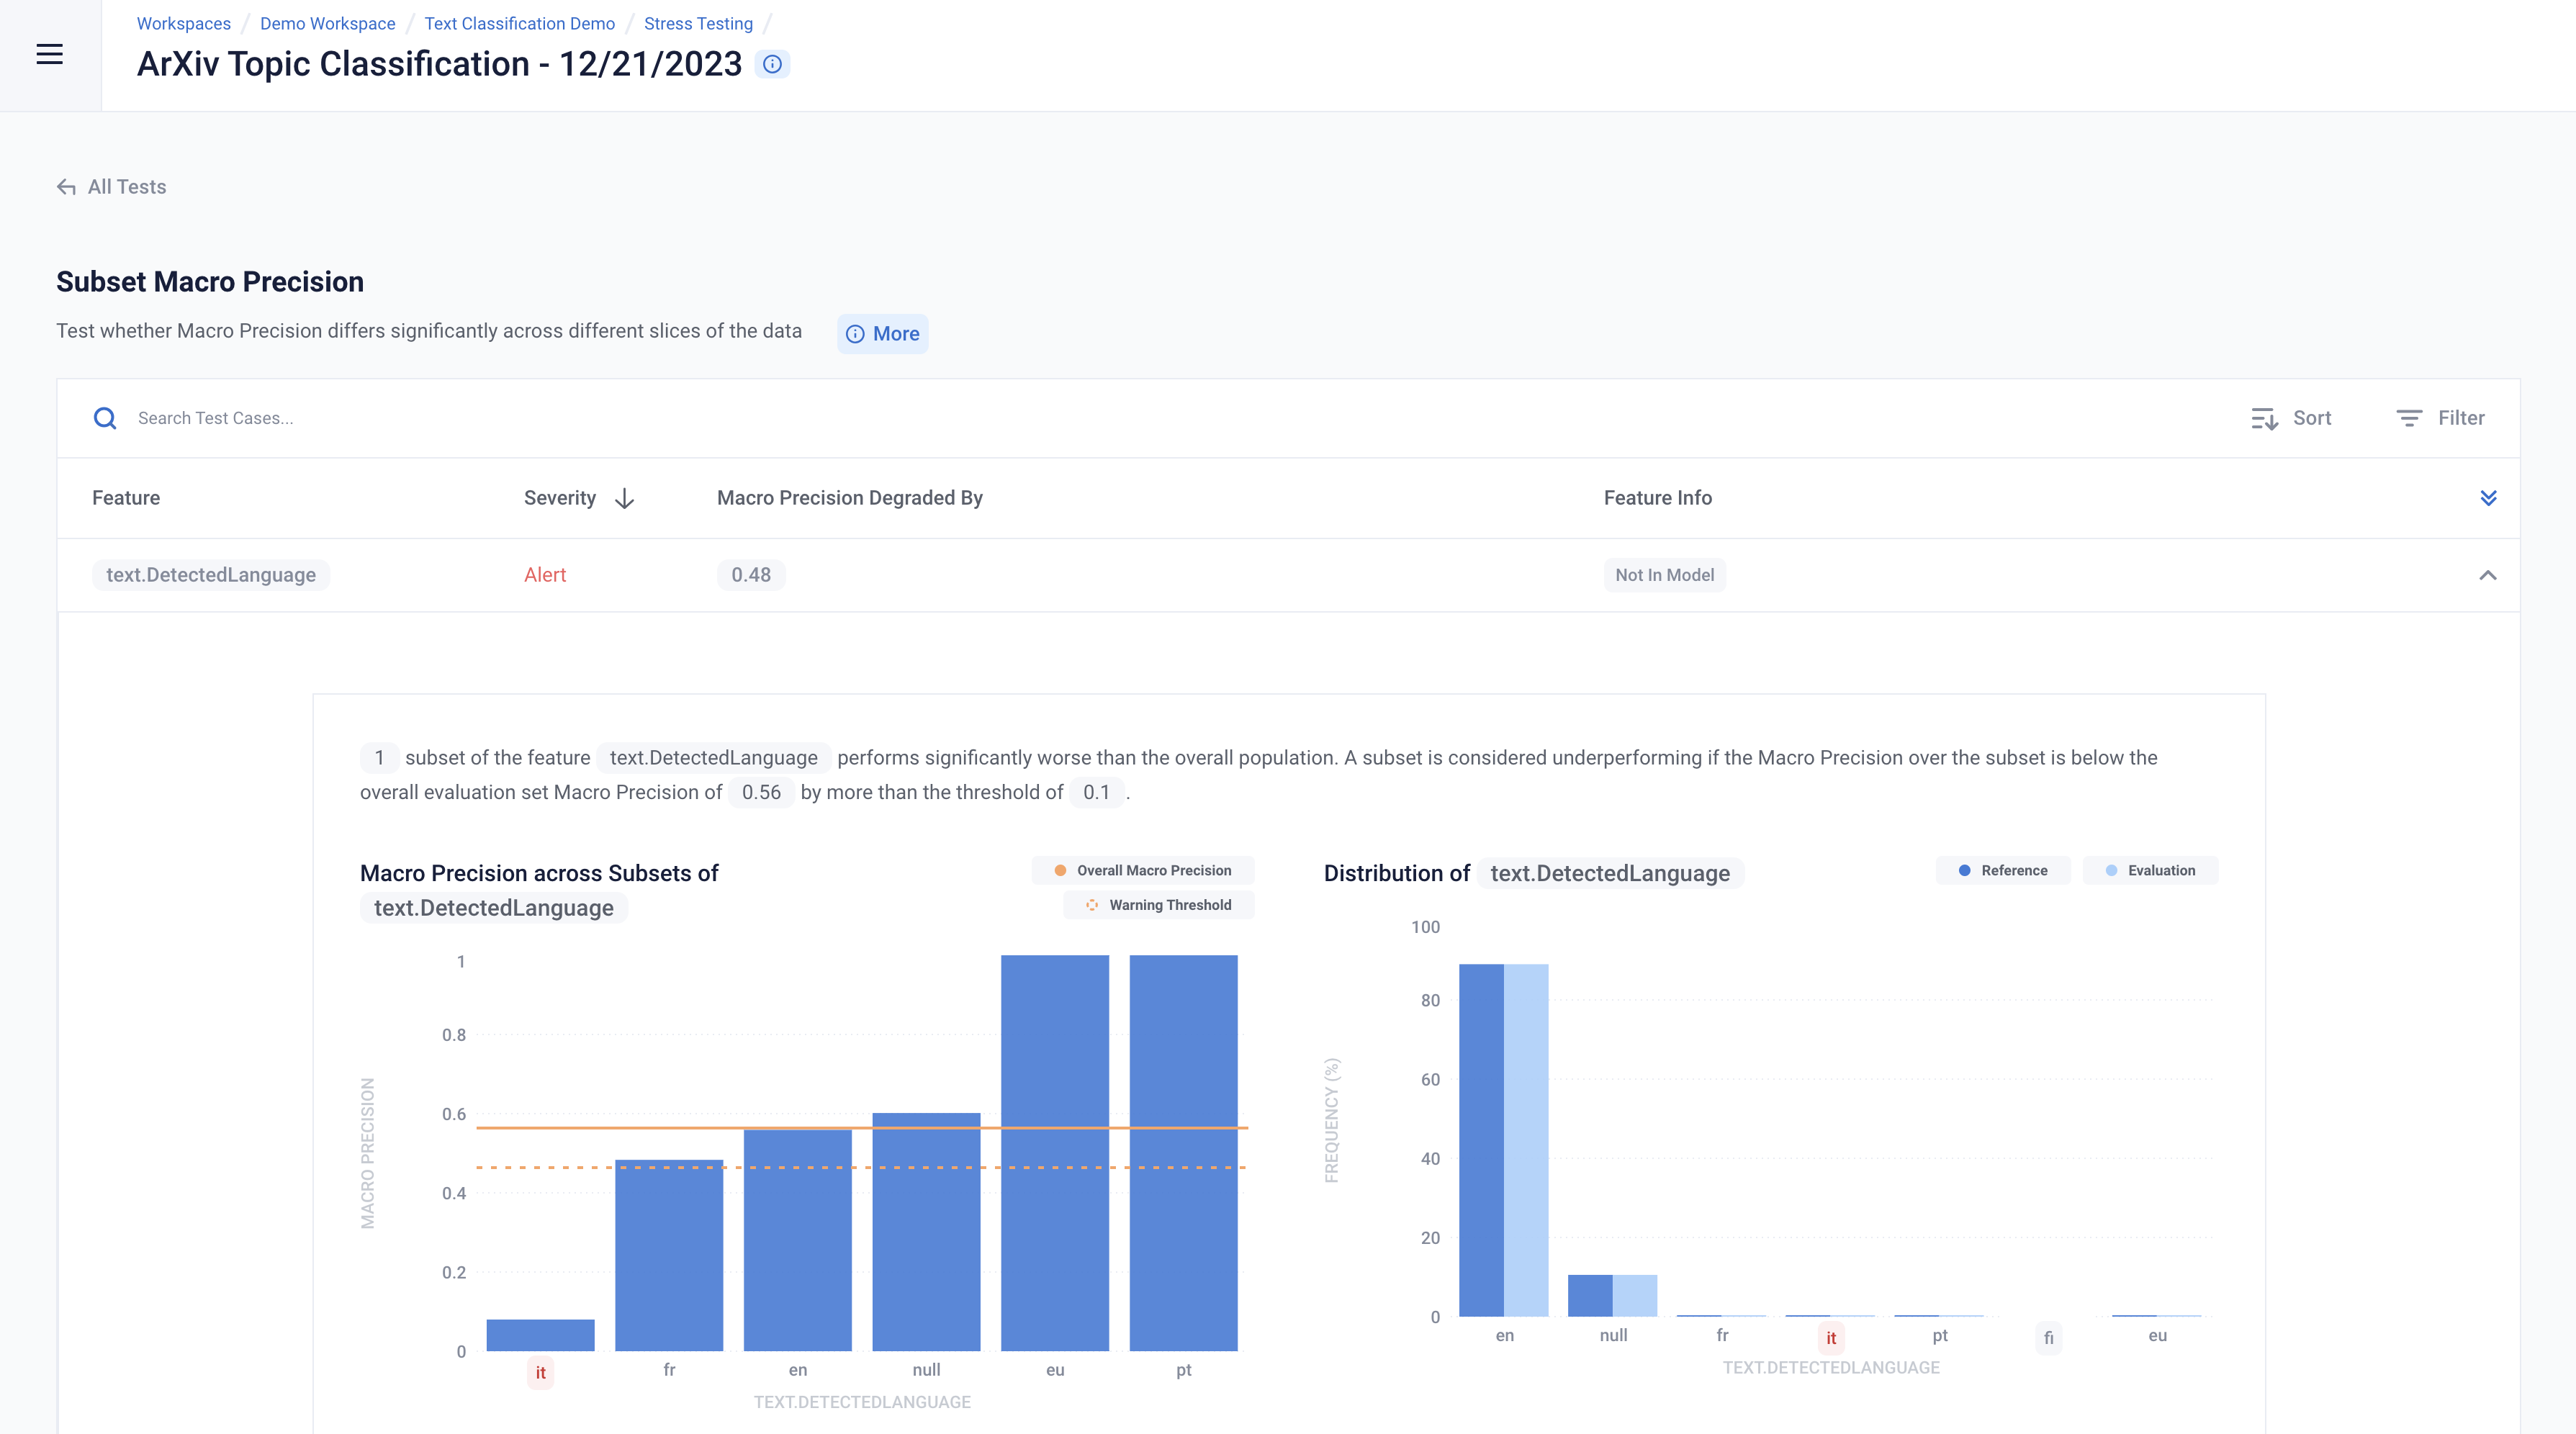 Workspaces / Demo Workspace / Text Classification Demo / Stress Testing /
ArXiv Topic Classification - 12/21/2023
All Tests
Subset Macro Precision
Test whether Macro Precision differs significantly across different slices of the data More
Search Test Cases... Sort Filter
Feature Severity Macro Precision Degraded By Feature Info
text.DetectedLanguage Alert 0.48 Not In Model
1 subset of the feature text.DetectedLanguage performs significantly worse than the overall population. A subset is considered underperforming if the Macro Precision over the subset is below the
overall evaluation set Macro Precision of 0.56 by more than the threshold of 0.1 .
Macro Precision across Subsets of
text.DetectedLanguage
Overall Macro Precision
Warning Threshold
1
0.8
0.6
0.4
0.2
0
MACRO PRECISION
it fr en null eu pt
TEXT.DETECTEDLANGUAGE
Distribution of text.DetectedLanguage
Reference Evaluation
100
80
60
40
20
0
FREQUENCY (%)
en null fr it pt fi eu
TEXT.DETECTEDLANGUAGE